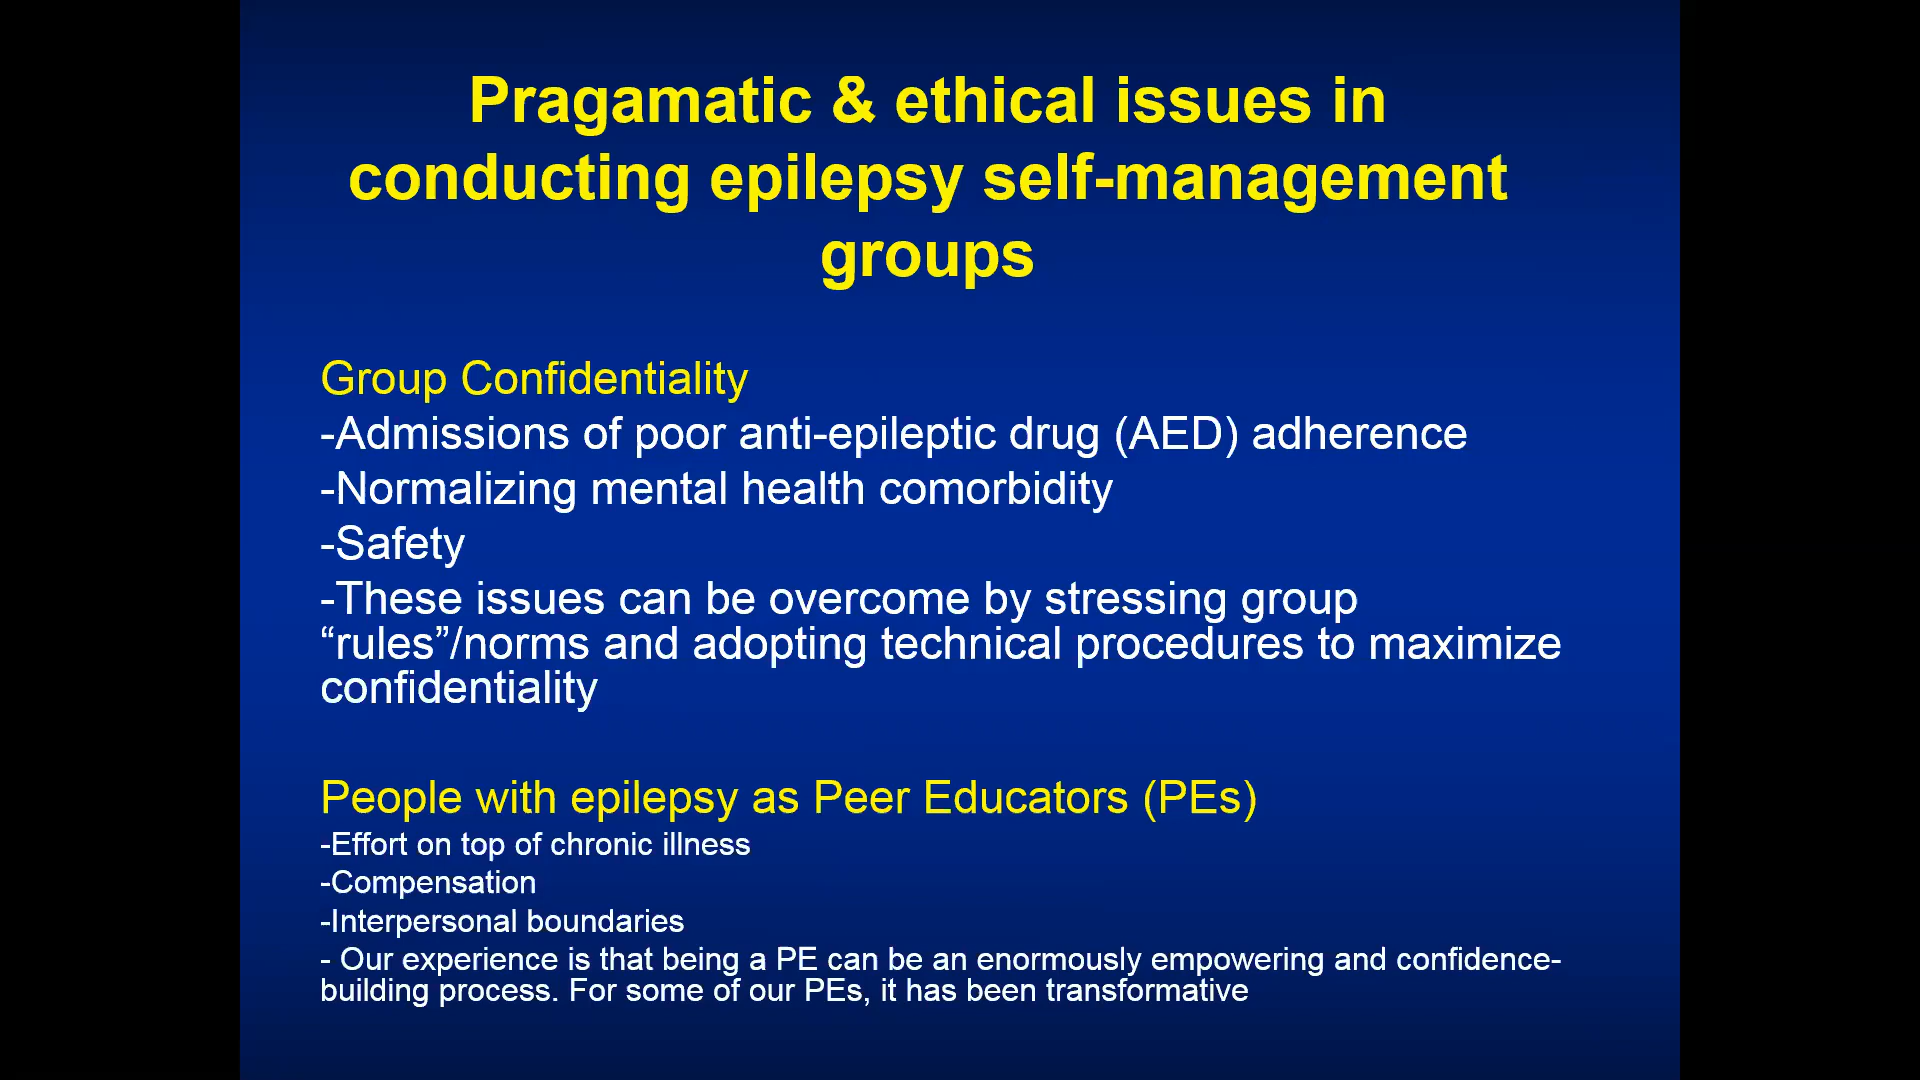 Pragamatic & ethical issues in
conducting epilepsy self-management
groups
Group Confidentiality
-Admissions of poor anti-epileptic drug (AED) adherence
-Normalizing mental health comorbidity
-Safety
-These issues can be overcome by stressing group
“rules”/norms and adopting technical procedures to maximize
confidentiality
People with epilepsy as Peer Educators (PEs)
-Effort on top of chronic illness
-Compensation
-Interpersonal boundaries
- Our experience is that being a PE can be an enormously empowering and confidence-
building process. For some of our PEs, it has been transformative